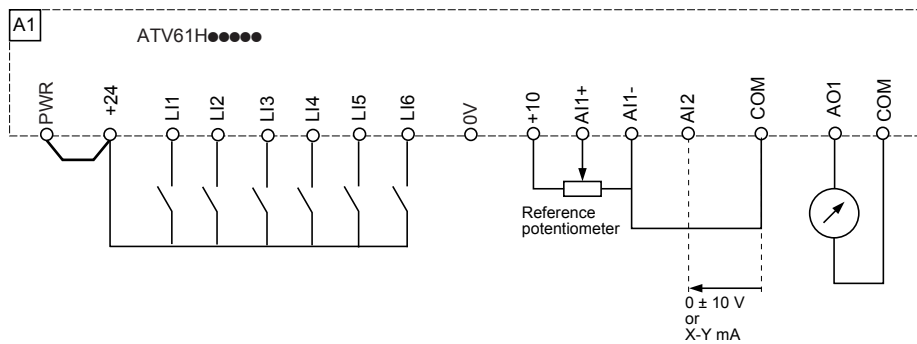 A1
ATV61H●●●●●
PWR
+24
LI1
LI2
LI3
LI4
LI5
LI6
0V
+10
AI1+
AI1-
AI2
COM
AO1
COM
Reference
potentiometer
0 ± 10 V
or
X-Y mA